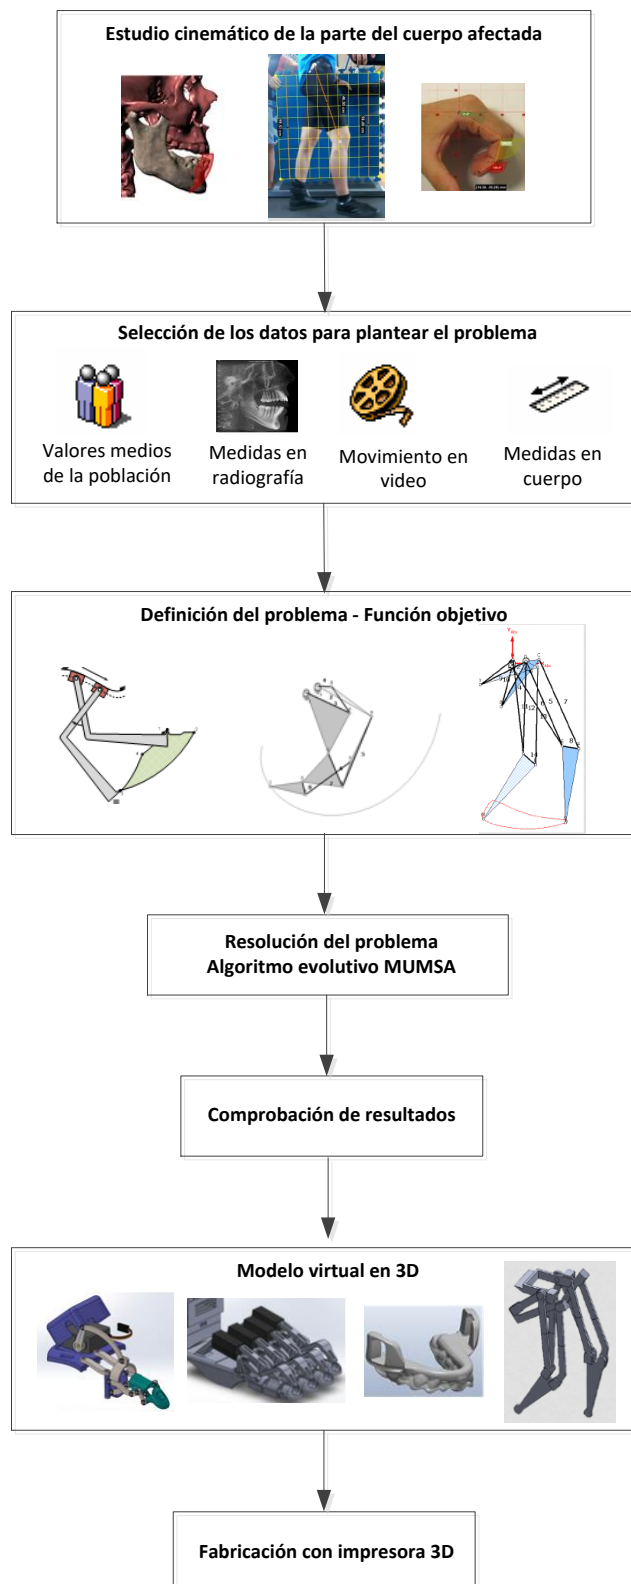 Estudio cinemático de la parte del cuerpo afectada
Selección de los datos para plantear el problema
Valores medios
de la población
Medidas en
radiografía
Movimiento en
video
Medidas en
cuerpo
Definición del problema - Función objetivo
Resolución del problema
Algoritmo evolutivo MUMSA
Comprobación de resultados
Modelo virtual en 3D
Fabricación con impresora 3D